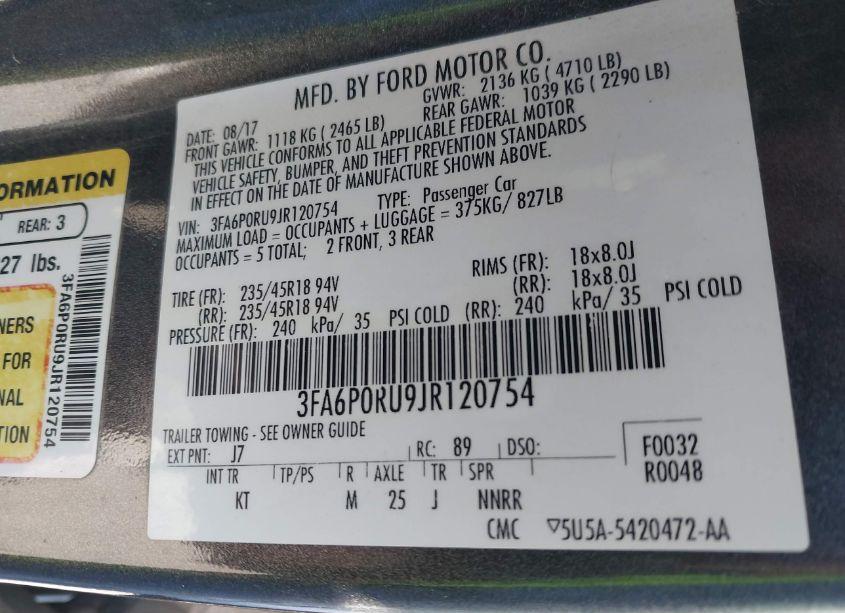 ORMATION
REAR: 3
27 lbs.
NERS
FOR
NAL
TION
3FA6P0RU9JR120754
MFD. BY FORD MOTOR CO.
DATE: 08/17 GVWR: 2136 KG ( 4710 LB)
FRONT GAWR: 1118 KG ( 2465 LB) REAR GAWR: 1039 KG ( 2290 LB)
THIS VEHICLE CONFORMS TO ALL APPLICABLE FEDERAL MOTOR
VEHICLE SAFETY, BUMPER, AND THEFT PREVENTION STANDARDS
IN EFFECT ON THE DATE OF MANUFACTURE SHOWN ABOVE.
VIN: 3FA6P0RU9JR120754 TYPE: Passenger Car
MAXIMUM LOAD = OCCUPANTS + LUGGAGE = 375KG/ 827LB
OCCUPANTS = 5 TOTAL; 2 FRONT, 3 REAR
TIRE (FR): 235/45R18 94V RIMS (FR): 18x8.0J
(RR): 235/45R18 94V (RR): 18x8.0J
PRESSURE (FR): 240 kPa/ 35 PSI COLD (RR): 240 kPa/ 35 PSI COLD
3FA6P0RU9JR120754
TRAILER TOWING - SEE OWNER GUIDE
EXT PNT: J7 RC: 89 DSO: F0032
INT TR TP/PS R AXLE TR SPR R0048
KT M 25 J NNRR
CMC ▽5U5A-5420472-AA